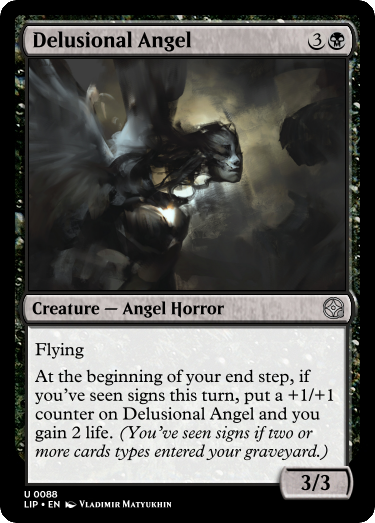 Delusional Angel 3
Creature — Angel Horror
Flying
At the beginning of your end step, if
you've seen signs this turn, put a +1/+1
counter on Delusional Angel and you
gain 2 life. (You've seen signs if two or
more cards types entered your graveyard.)
3/3
U 0088
LIP • EN Vladimir Matyukhin